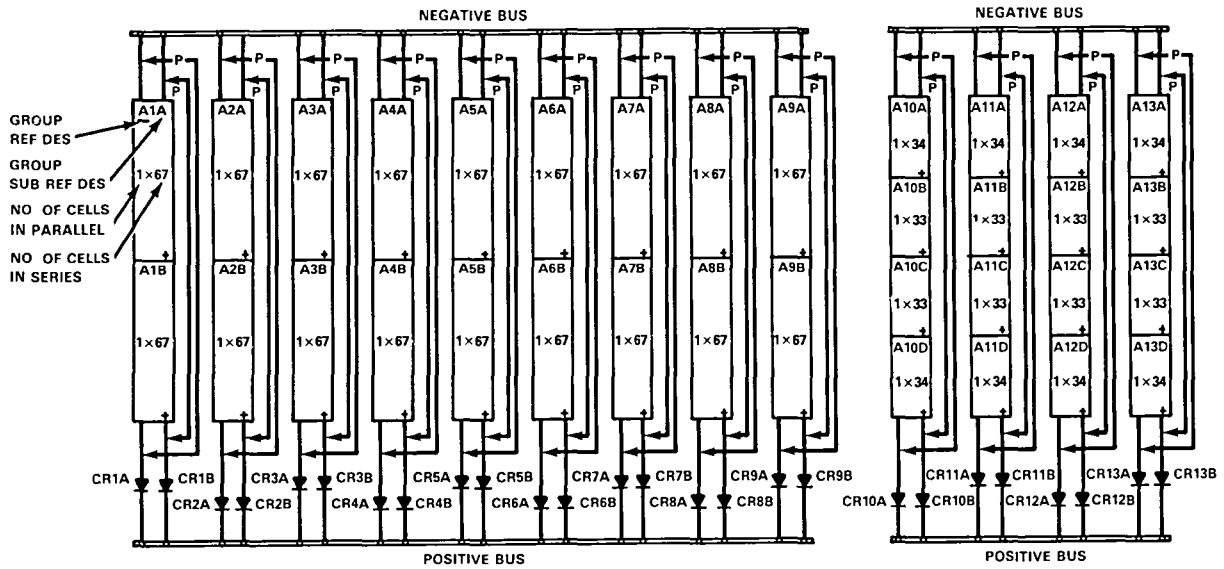 NEGATIVE BUS
NEGATIVE BUS
P P P P P P P P P P P P P
P P P P P P P P P P P P P
A1A A2A A3A A4A A5A A6A A7A A8A A9A A10A A11A A12A A13A
GROUP
REF DES
GROUP
SUB REF DES
NO OF CELLS
IN PARALLEL
NO OF CELLS
IN SERIES
1×67 1×67 1×67 1×67 1×67 1×67 1×67 1×67 1×67
1×34 1×34 1×34 1×34
+ + + + + + + + + + + + +
A10B A11B A12B A13B
1×33 1×33 1×33 1×33
+ + + +
A1B A2B A3B A4B A5B A6B A7B A8B A9B A10C A11C A12C A13C
1×33 1×33 1×33 1×33
+ + + +
1×67 1×67 1×67 1×67 1×67 1×67 1×67 1×67 1×67
A10D A11D A12D A13D
1×34 1×34 1×34 1×34
+ + + + + + + + + + + + +
CR1A CR1B CR3A CR3B CR5A CR5B CR7A CR7B CR9A CR9B CR11A CR11B CR13A CR13B
CR2A CR2B CR4A CR4B CR6A CR6B CR8A CR8B CR10A CR10B CR12A CR12B
POSITIVE BUS
POSITIVE BUS